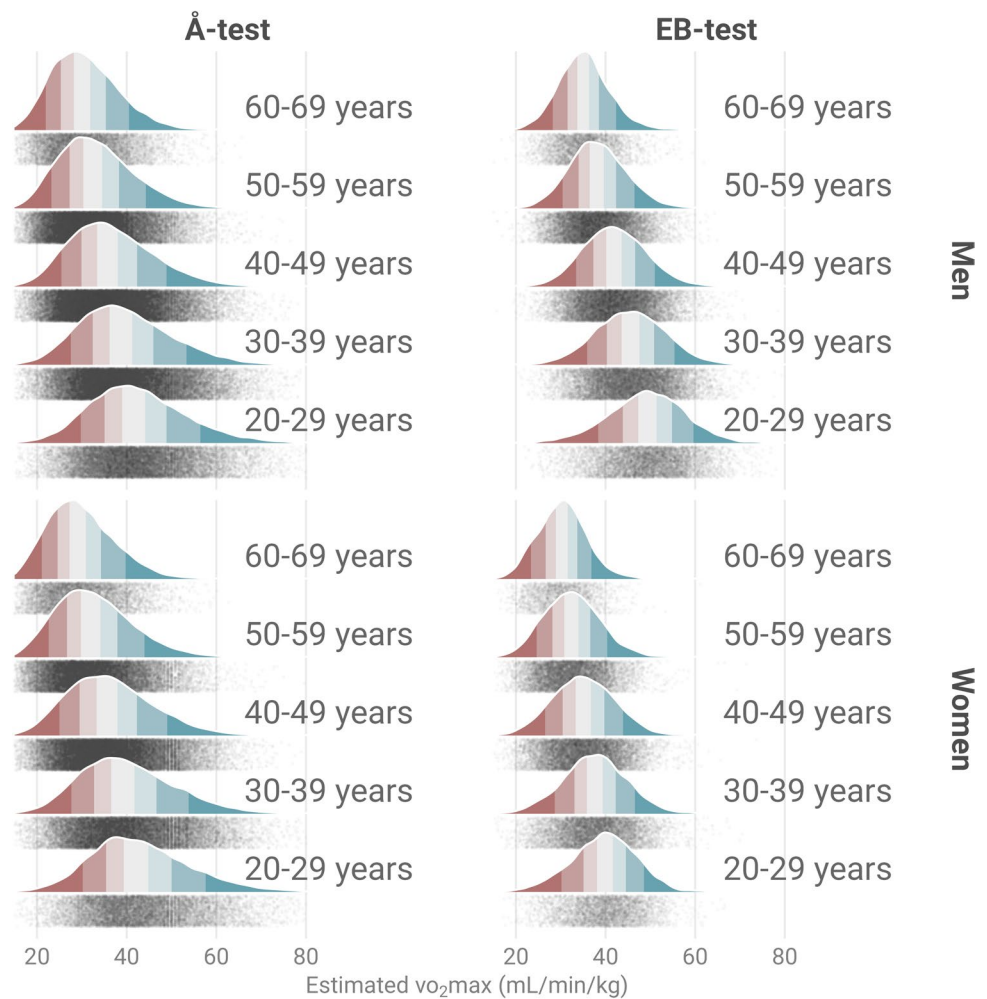 Å-test
EB-test
60-69 years
60-69 years
50-59 years
50-59 years
40-49 years
40-49 years
30-39 years
30-39 years
20-29 years
20-29 years
Men
60-69 years
60-69 years
50-59 years
50-59 years
40-49 years
40-49 years
30-39 years
30-39 years
20-29 years
20-29 years
Women
20 40 60 80
20 40 60 80
Estimated vo₂max (mL/min/kg)